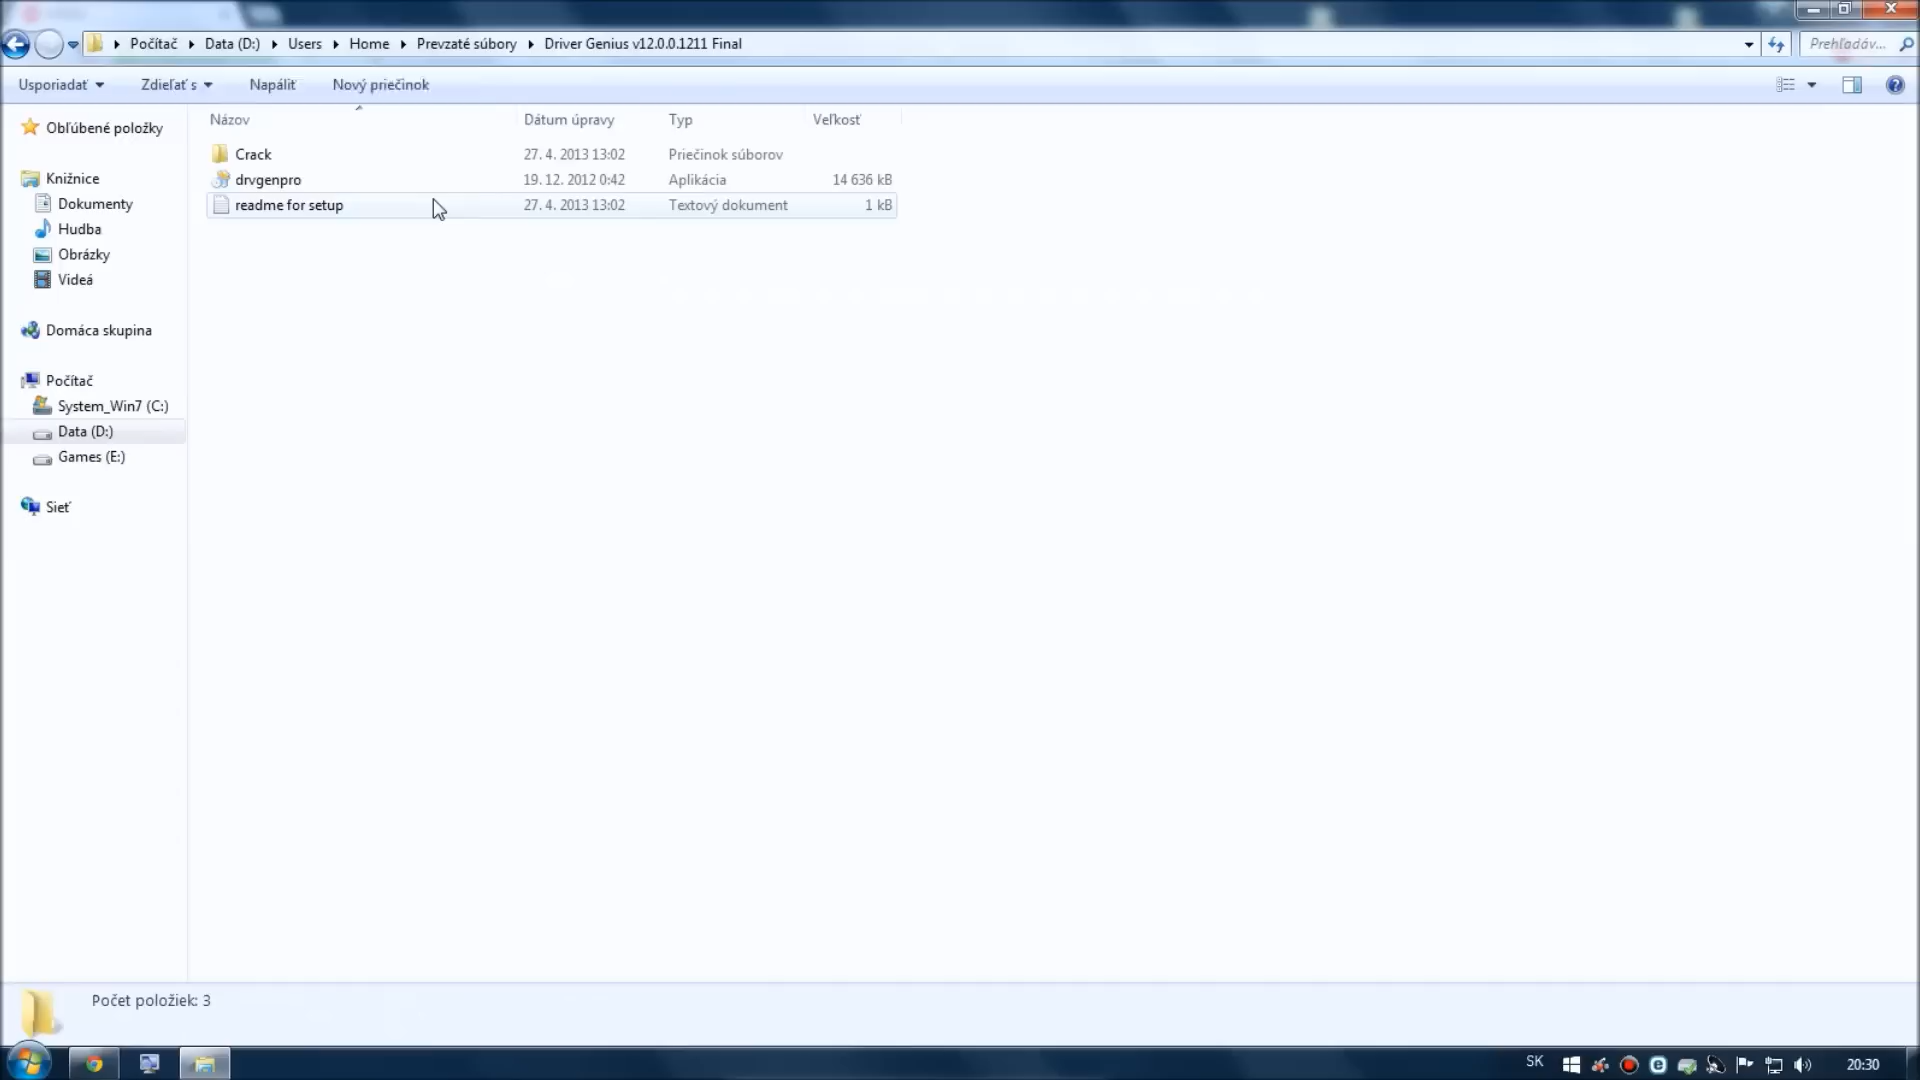 Počítač Data (D:) Users Home Prevzaté súbory Driver Genius v12.0.0.1211 Final
Prehľadáv...
Usporiadať Zdieľať s Napáliť Nový priečinok
Názov Dátum úpravy Typ Veľkosť
Crack 27. 4. 2013 13:02 Priečinok súborov
drvgenpro 19. 12. 2012 0:42 Aplikácia 14 636 kB
readme for setup 27. 4. 2013 13:02 Textový dokument 1 kB
Obľúbené položky
Knižnice
Dokumenty
Hudba
Obrázky
Videá
Domáca skupina
Počítač
System_Win7 (C:)
Data (D:)
Games (E:)
Sieť
Počet položiek: 3
SK
20:30